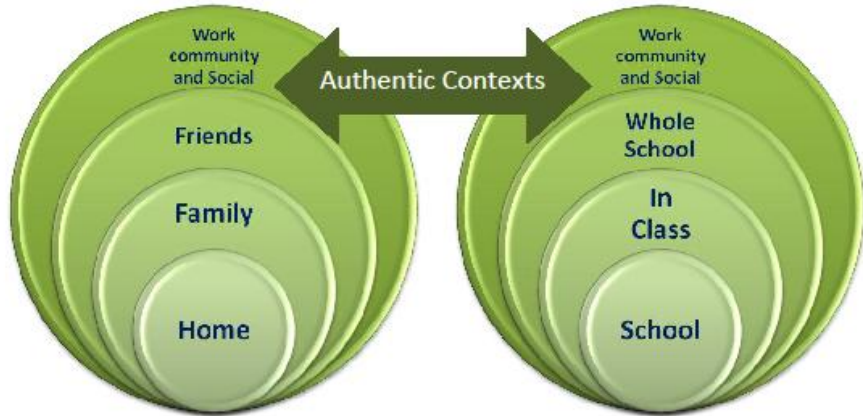 Work
community
and Social
Friends
Family
Home
Authentic Contexts
Work
community
and Social
Whole
School
In
Class
School